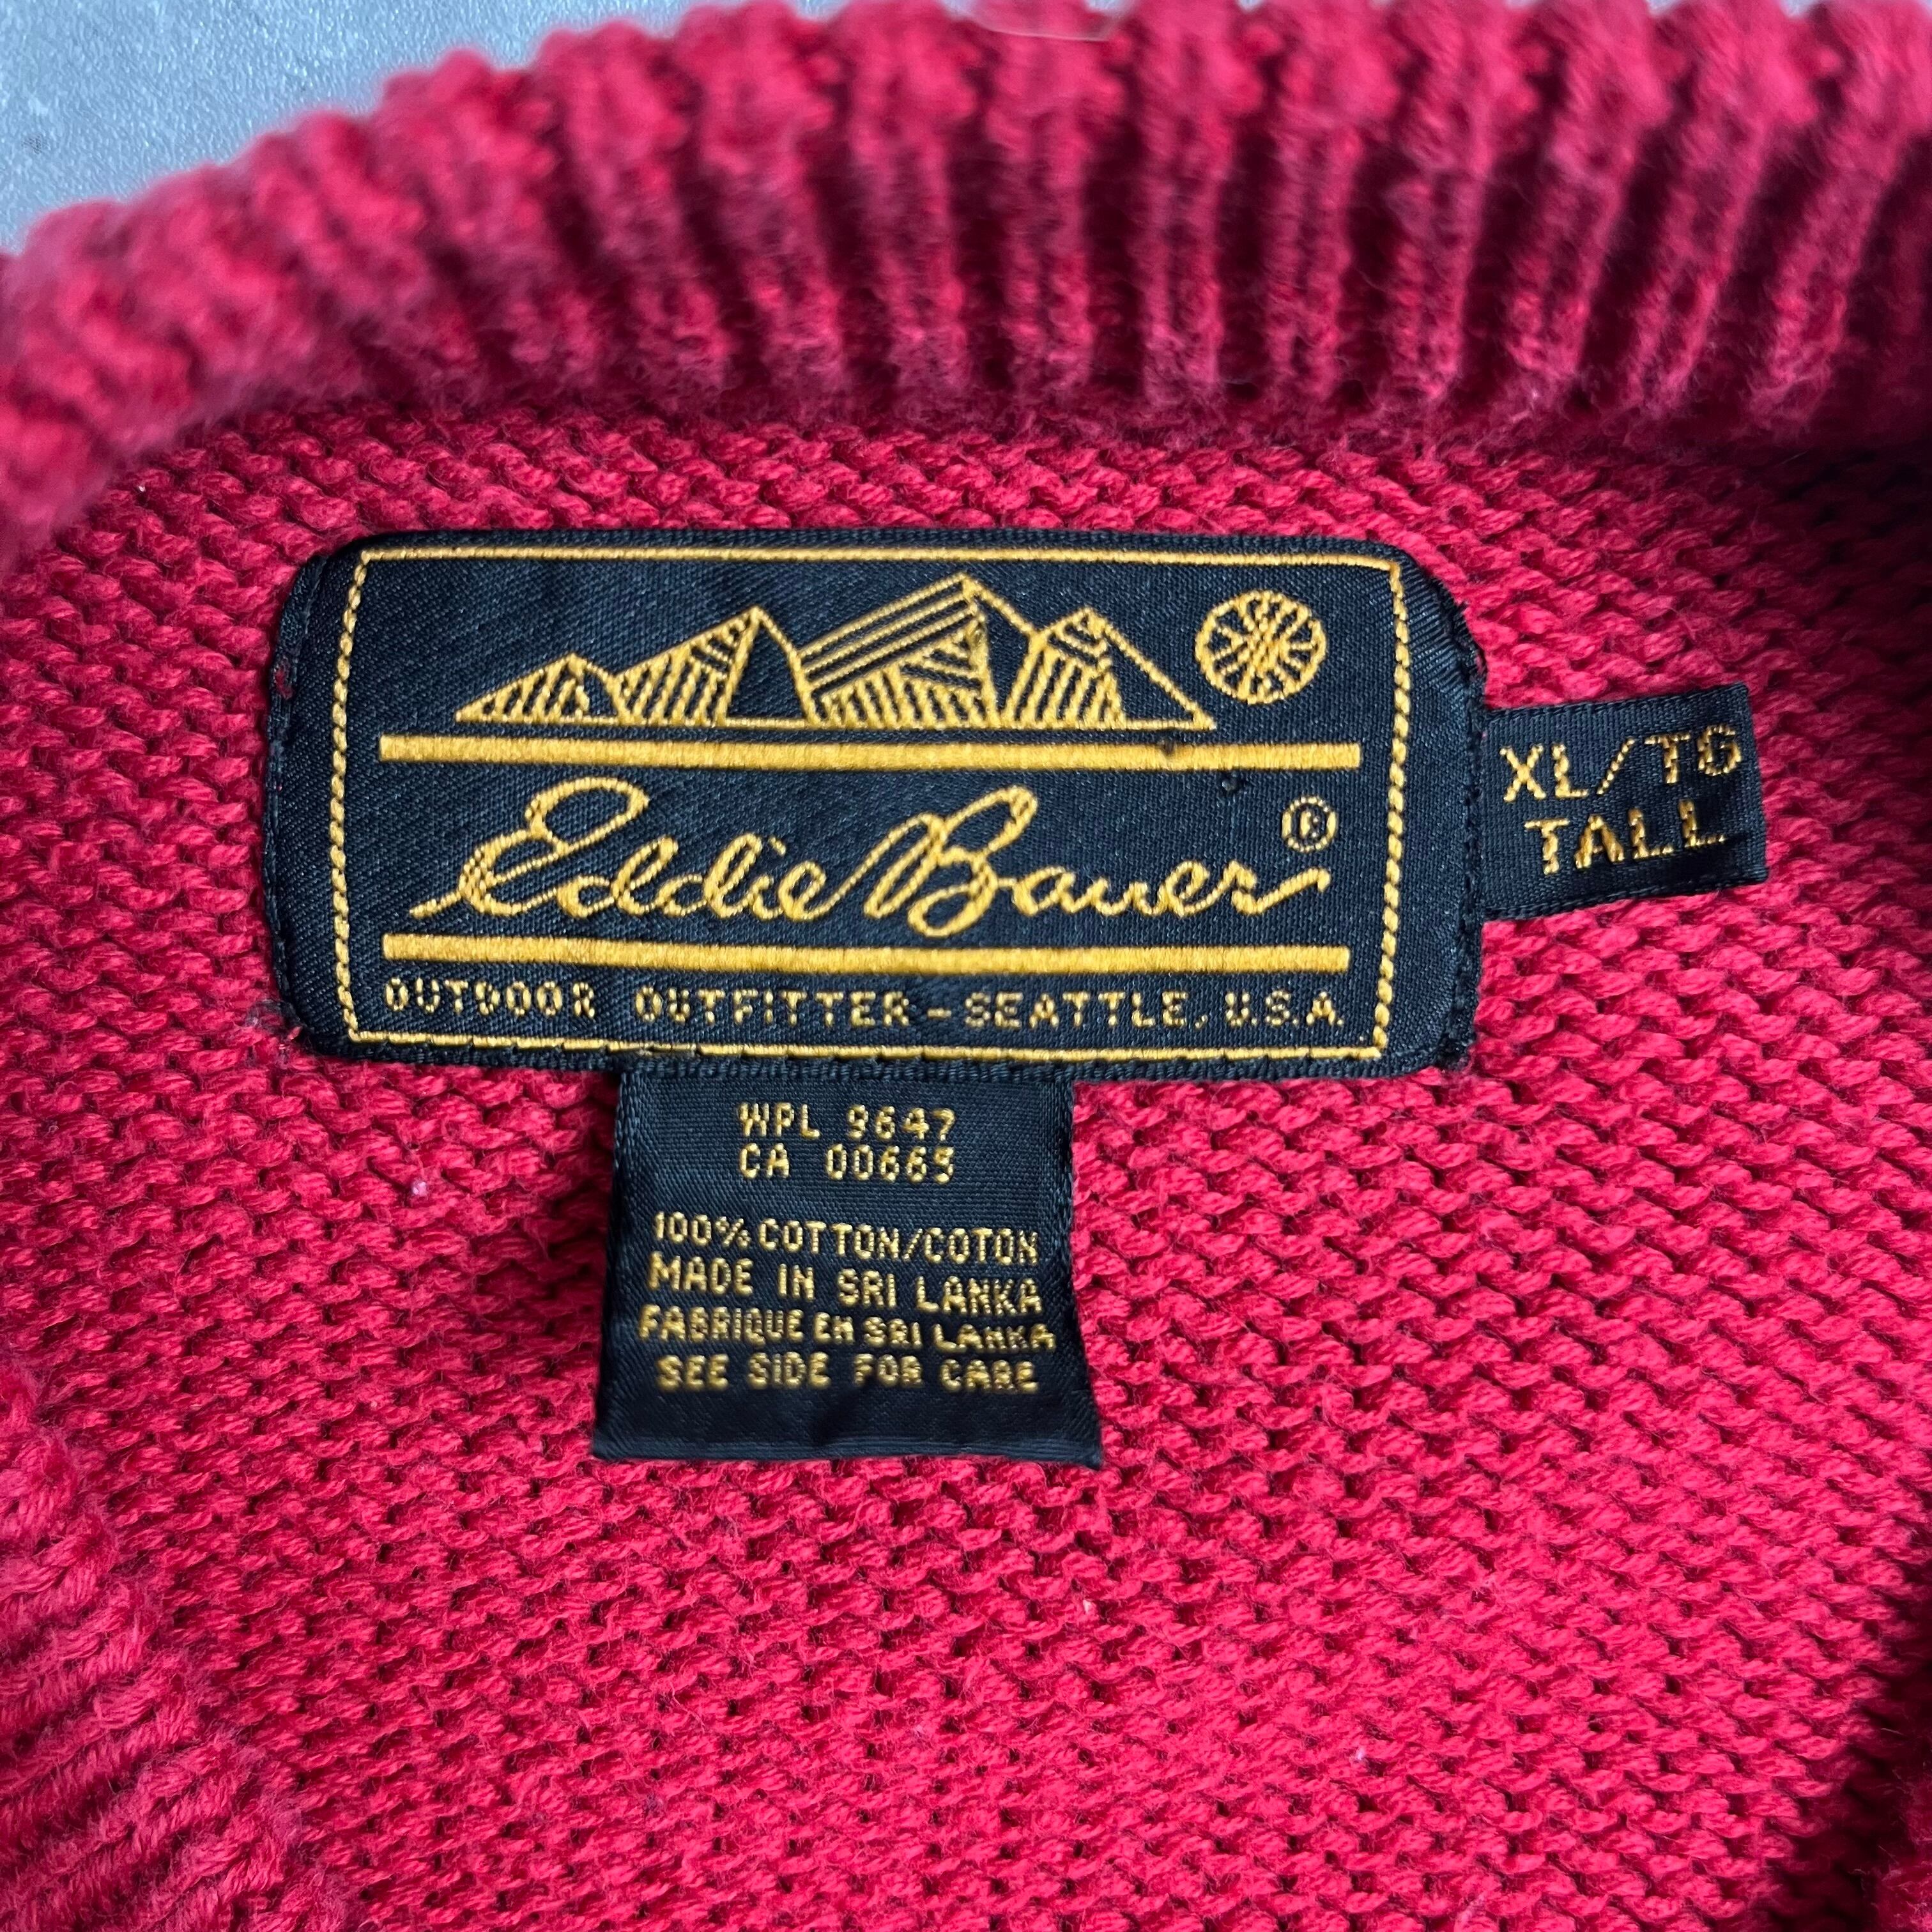 Eddie Bauer®
OUTDOOR OUTFITTER – SEATTLE, U.S.A.
XL/TG
TALL
WPL 9647
CA 00665
100% COTTON/COTON
MADE IN SRI LANKA
FABRIQUE EN SRI LANKA
SEE SIDE FOR CARE